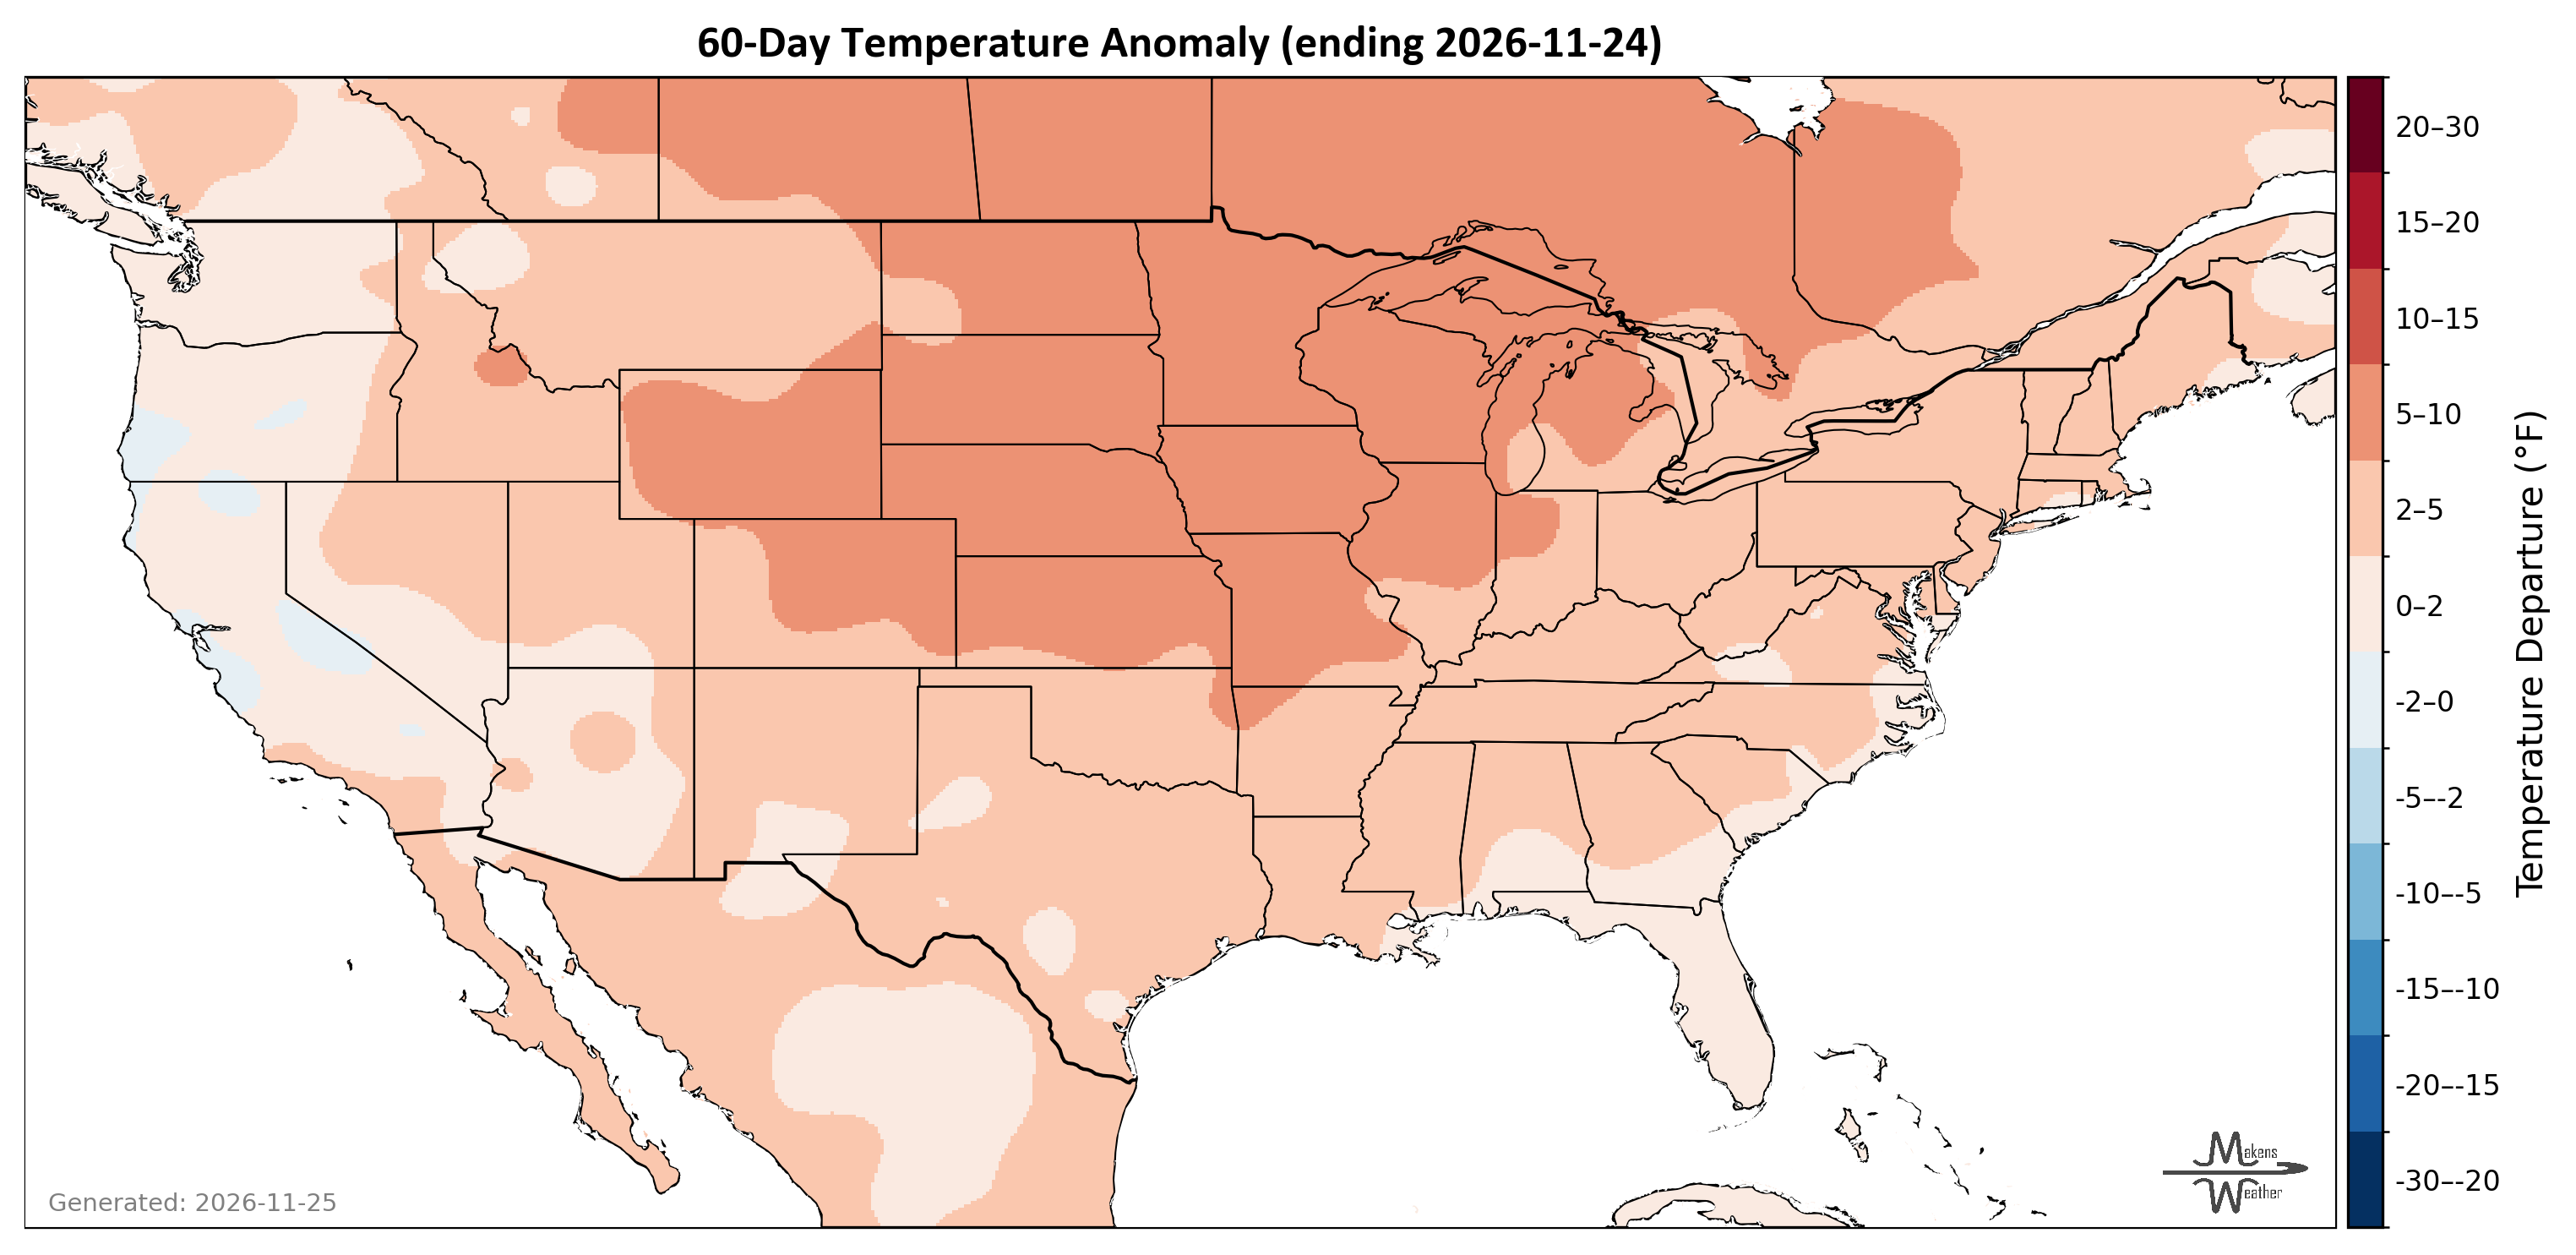 60-Day Temperature Anomaly (ending 2026-11-24)
20–30
15–20
10–15
5–10
2–5
0–2
-2–0
-5–-2
-10–-5
-15–-10
-20–-15
-30–-20
Temperature Departure (°F)
Makens
Weather
Generated: 2026-11-25